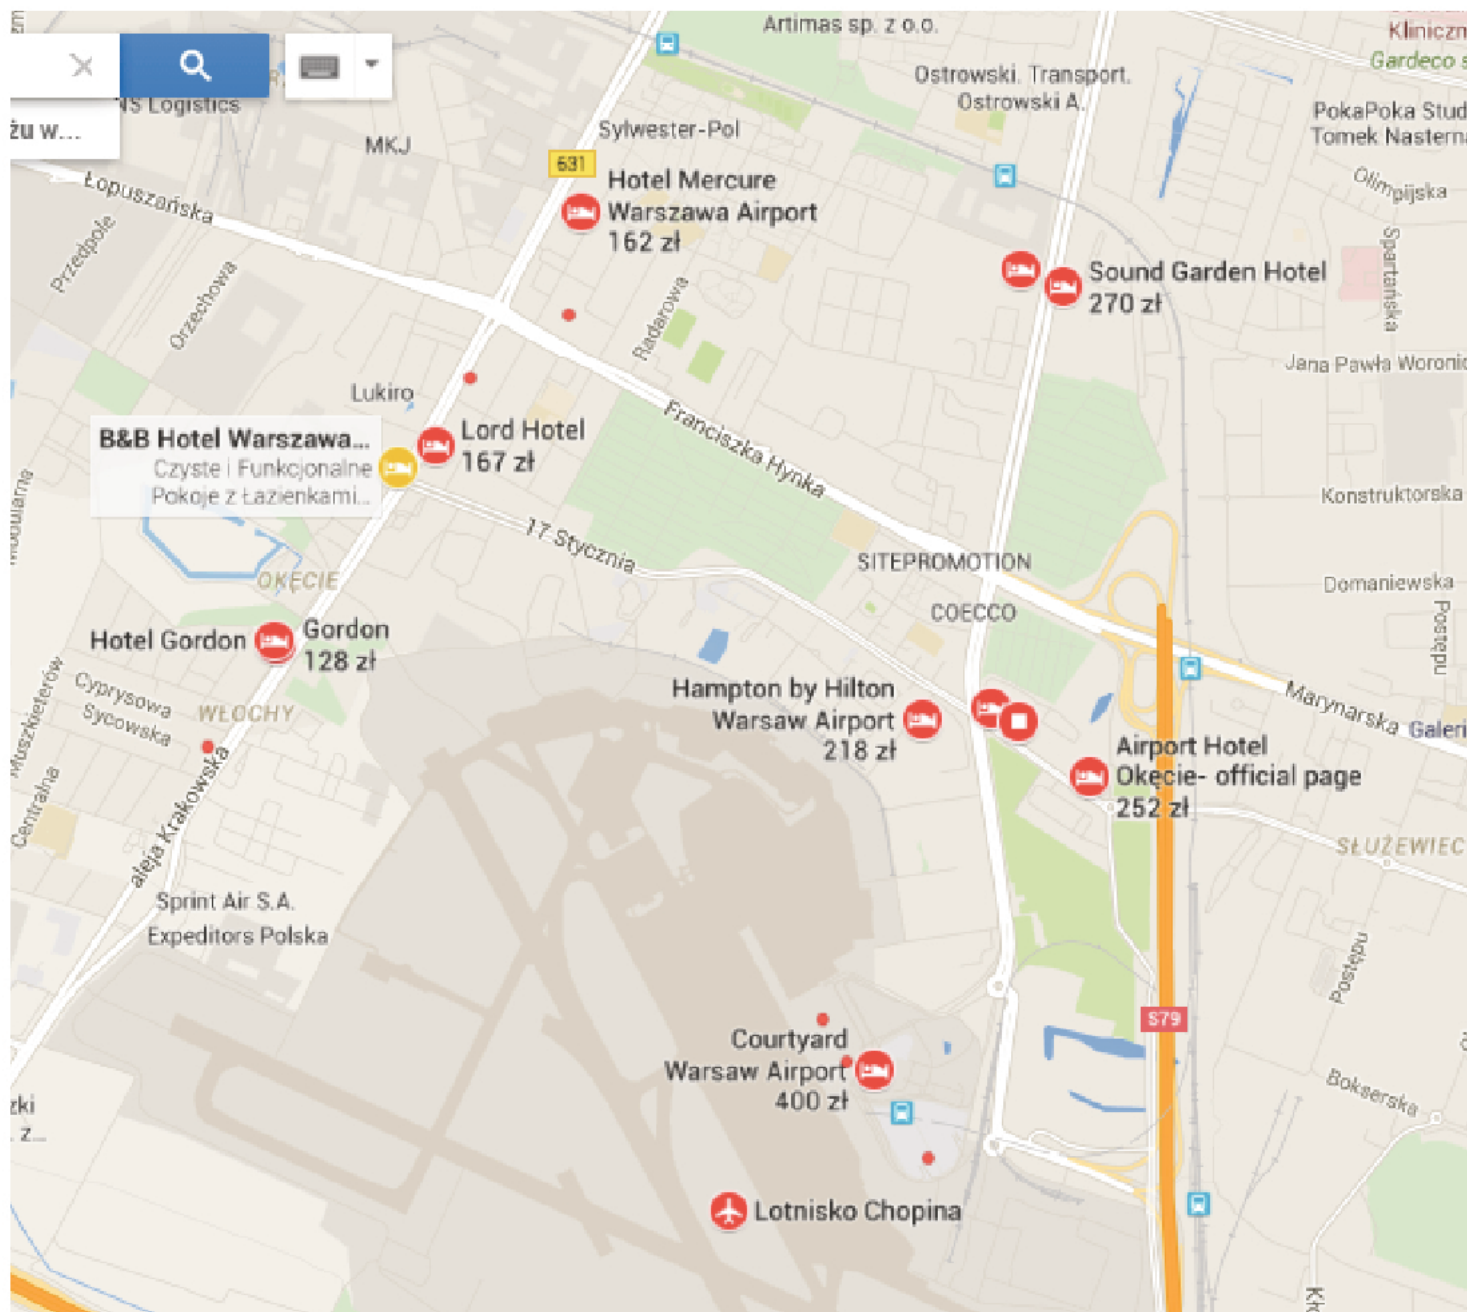 Artimas sp. z o.o.
Kliniczn
Gardeco s
Ostrowski. Transport.
Ostrowski A.
NS Logistics
żu w...
MKJ
Sylwester-Pol
PokaPoka Stud
Tomek Nasterna
631
Hotel Mercure
Warszawa Airport
162 zł
Łopuszańska
Olimpijska
Przedpole
Orzechowa
Radarowa
Spartańska
Sound Garden Hotel
270 zł
Jana Pawła Woronic
Lukiro
Franciszka Hynka
B&B Hotel Warszawa...
Czyste i Funkcjonalne
Pokoje z Łazienkami...
Lord Hotel
167 zł
Konstruktorska
17 Stycznia
SITEPROMOTION
OKĘCIE
Domaniewska
COECCO
Postępu
Hotel Gordon
Gordon
128 zł
Muszkieterów
Cyprysowa
Sycowska
WŁOCHY
Hampton by Hilton
Warsaw Airport
218 zł
Marynarska
Galeri
Airport Hotel
Okęcie- official page
252 zł
Centralna
aleja Krakowska
SŁUŻEWIEC
Sprint Air S.A.
Expeditors Polska
Postępu
S79
Courtyard
Warsaw Airport
400 zł
Bokserska
zki
z...
Lotnisko Chopina